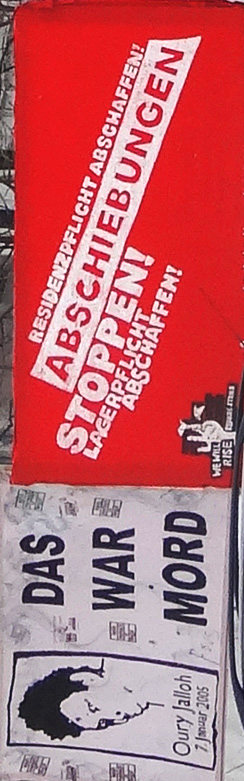 RESIDENZPFLICHT ABSCHAFFEN!
ABSCHIEBUNGEN
STOPPEN!
LAGERPFLICHT
ABSCHAFFEN!
WE WILL
RISE
DAS
WAR
MORD
Oury Jalloh
7. Januar 2005